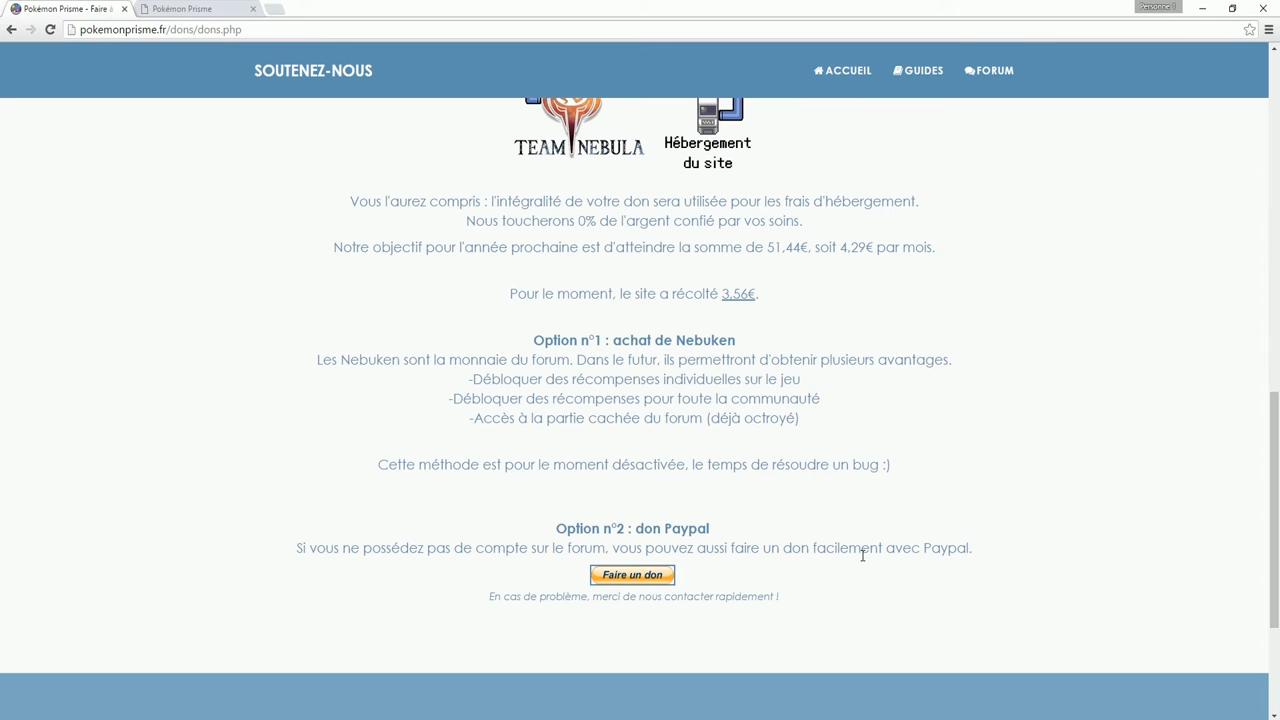 Pokémon Prisme - Faire u
Pokémon Prisme
Personne 1
pokemonprisme.fr/dons/dons.php
SOUTENEZ-NOUS
ACCUEIL
GUIDES
FORUM
TEAM NEBULA
Hébergement
du site
Vous l'aurez compris : l'intégralité de votre don sera utilisée pour les frais d'hébergement.
Nous toucherons 0% de l'argent confié par vos soins.
Notre objectif pour l'année prochaine est d'atteindre la somme de 51,44€, soit 4,29€ par mois.
Pour le moment, le site a récolté 3,56€.
Option n°1 : achat de Nebuken
Les Nebuken sont la monnaie du forum. Dans le futur, ils permettront d'obtenir plusieurs avantages.
-Débloquer des récompenses individuelles sur le jeu
-Débloquer des récompenses pour toute la communauté
-Accès à la partie cachée du forum (déjà octroyé)
Cette méthode est pour le moment désactivée, le temps de résoudre un bug :)
Option n°2 : don Paypal
Si vous ne possédez pas de compte sur le forum, vous pouvez aussi faire un don facilement avec Paypal.
Faire un don
En cas de problème, merci de nous contacter rapidement !